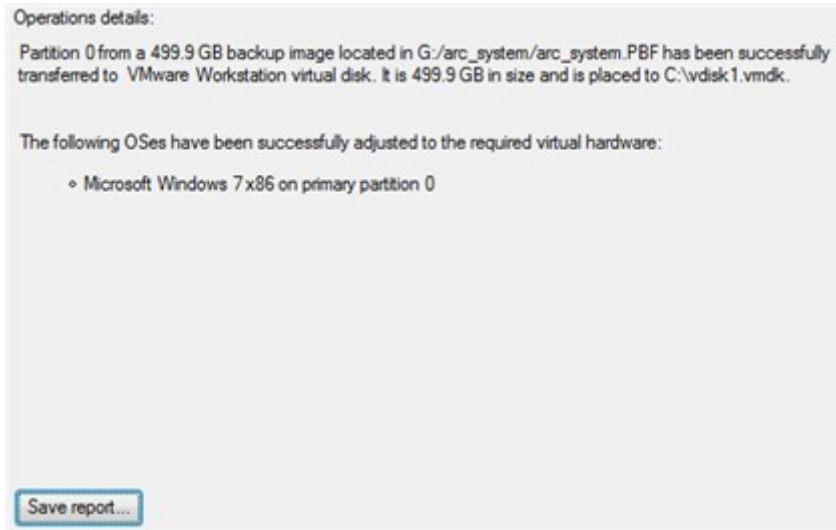 Operations details:
Partition 0 from a 499.9 GB backup image located in G:/arc_system/arc_system.PBF has been successfully
transferred to VMware Workstation virtual disk. It is 499.9 GB in size and is placed to C:\vdisk1.vmdk.
The following OSes have been successfully adjusted to the required virtual hardware:
• Microsoft Windows 7 x86 on primary partition 0
Save report...